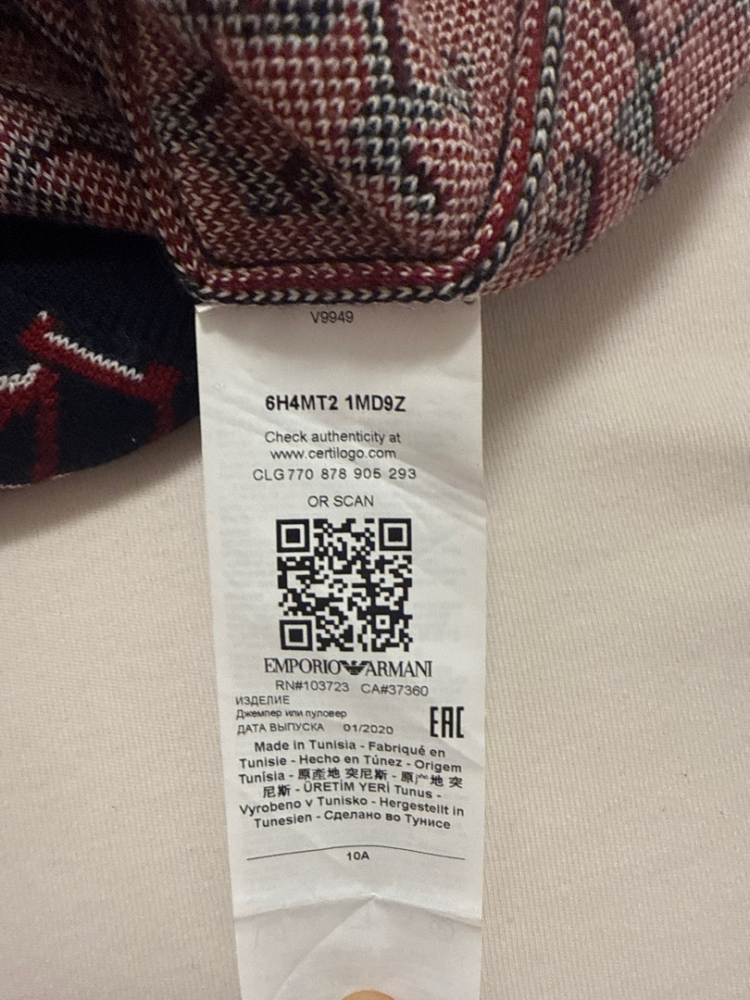 V9949
6H4MT2 1MD9Z
Check authenticity at
www.certilogo.com
CLG 770 878 905 293
OR SCAN
EMPORIO ARMANI
RN#103723 CA#37360
ИЗДЕЛИЕ
Джемпер или пуловер
ДАТА ВЫПУСКА 01/2020
EAC
Made in Tunisia - Fabriqué en
Tunisie - Hecho en Túnez - Origem
Tunísia - 原產地 突尼斯 - 原产地 突
尼斯 - ÜRETİM YERİ Tunus -
Vyrobeno v Tunisko - Hergestellt in
Tunesien - Сделано во Тунисе
10A